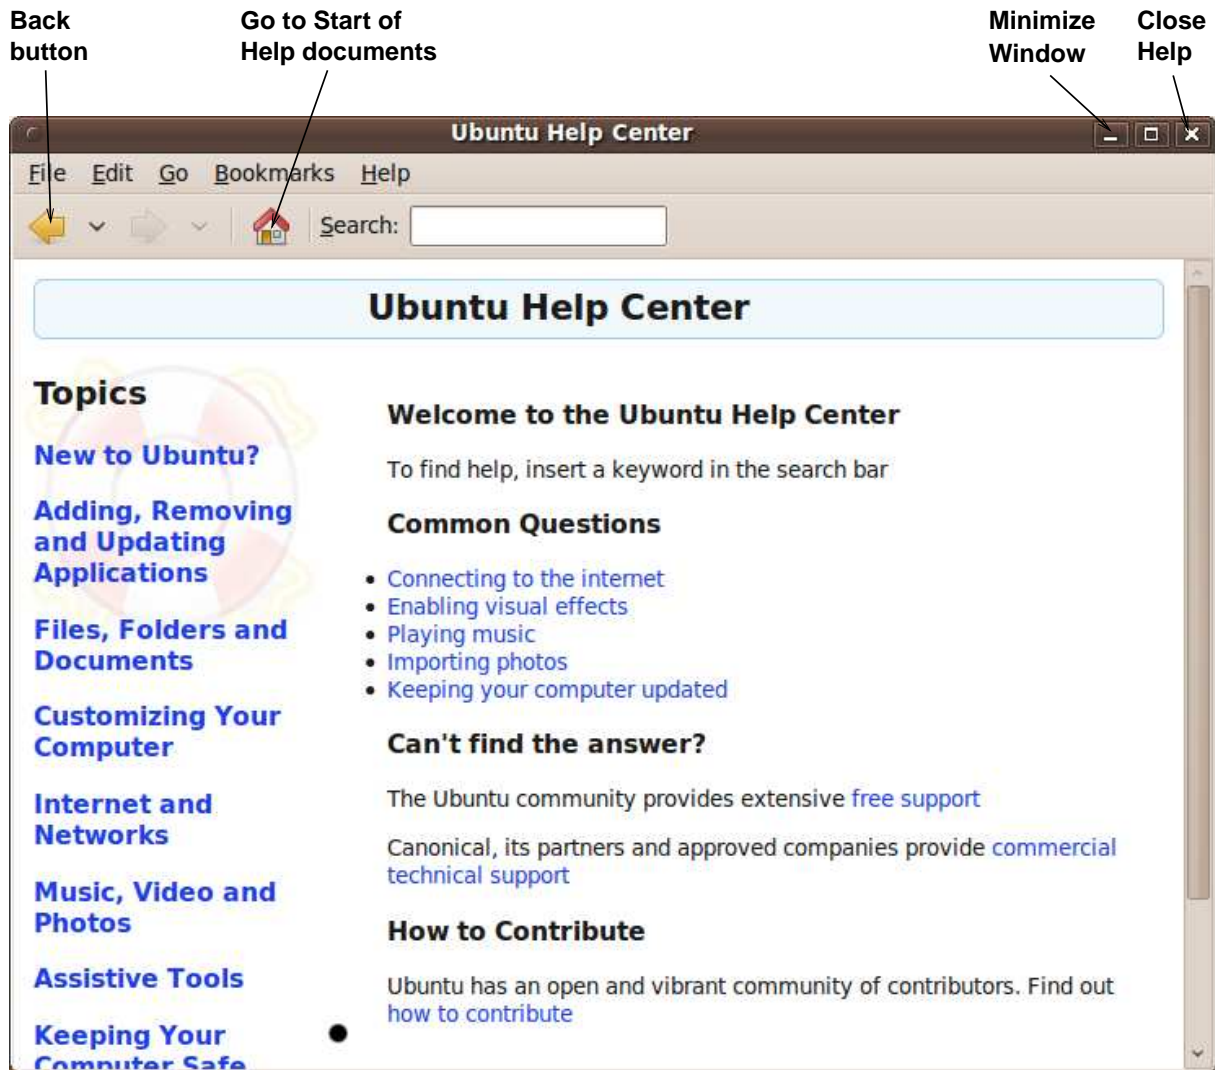 Back
button
Go to Start of
Help documents
Minimize
Window
Close
Help
Ubuntu Help Center
File Edit Go Bookmarks Help
Search:
Ubuntu Help Center
Topics
New to Ubuntu?
Adding, Removing
and Updating
Applications
Files, Folders and
Documents
Customizing Your
Computer
Internet and
Networks
Music, Video and
Photos
Assistive Tools
Keeping Your
Computer Safe
Welcome to the Ubuntu Help Center
To find help, insert a keyword in the search bar
Common Questions
• Connecting to the internet
• Enabling visual effects
• Playing music
• Importing photos
• Keeping your computer updated
Can't find the answer?
The Ubuntu community provides extensive free support
Canonical, its partners and approved companies provide commercial
technical support
How to Contribute
Ubuntu has an open and vibrant community of contributors. Find out
how to contribute